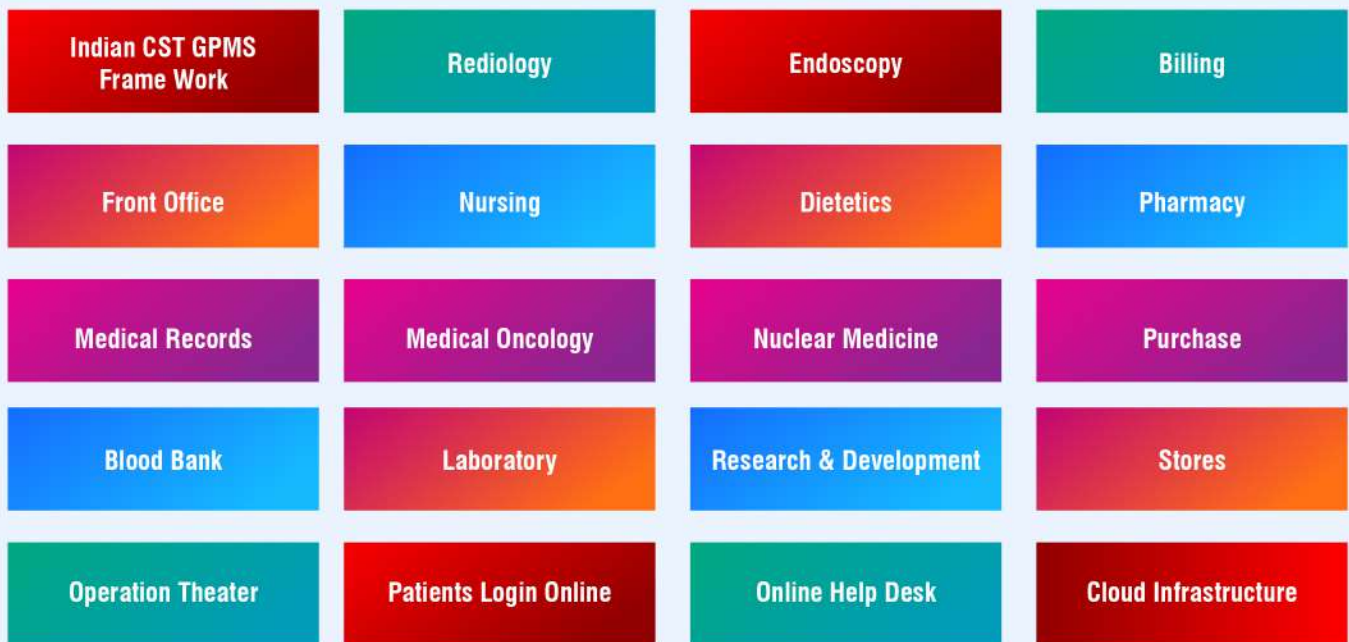 Indian CST GPMS
Frame Work
Rediology
Endoscopy
Billing
Front Office
Nursing
Dietetics
Pharmacy
Medical Records
Medical Oncology
Nuclear Medicine
Purchase
Blood Bank
Laboratory
Research & Development
Stores
Operation Theater
Patients Login Online
Online Help Desk
Cloud Infrastructure